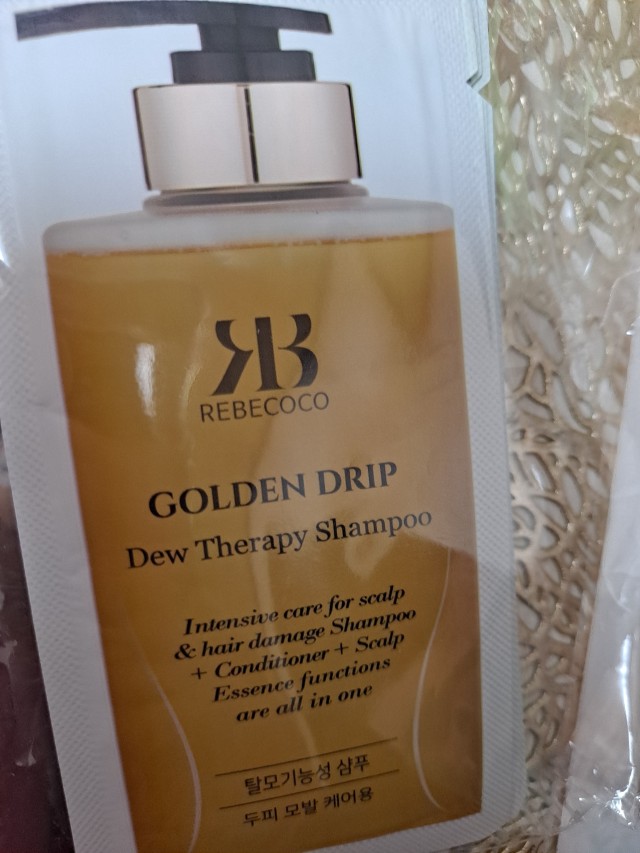 RB
REBECOCO
GOLDEN DRIP
Dew Therapy Shampoo
Intensive care for scalp
& hair damage Shampoo
+ Conditioner + Scalp
Essence functions
are all in one
탈모기능성 샴푸
두피 모발 케어용